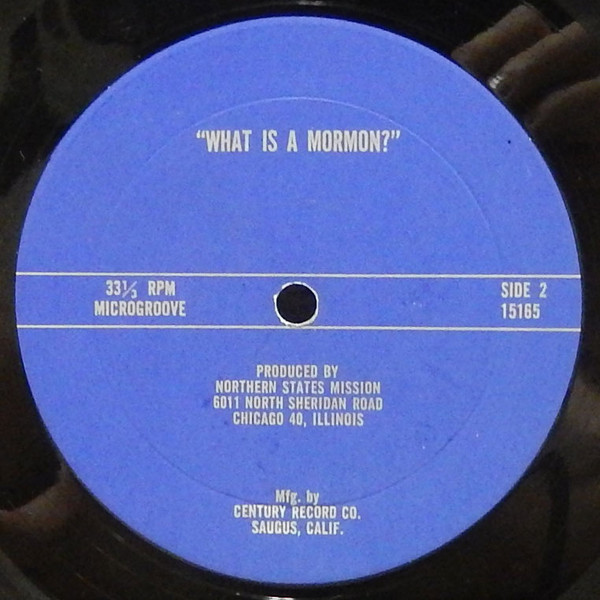 “WHAT IS A MORMON?”
33⅓ RPM
MICROGROOVE
SIDE 2
15165
PRODUCED BY
NORTHERN STATES MISSION
6011 NORTH SHERIDAN ROAD
CHICAGO 40, ILLINOIS
Mfg. by
CENTURY RECORD CO.
SAUGUS, CALIF.